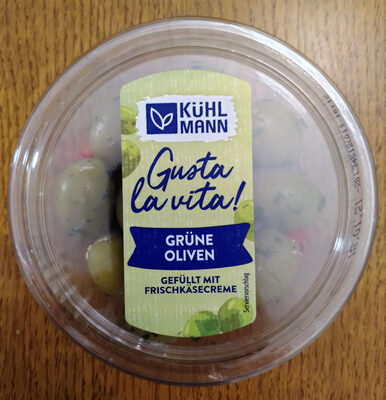 KÜHL
MANN
Gusta
la vita!
GRÜNE
OLIVEN
GEFÜLLT MIT
FRISCHKÄSECREME
Serviervorschlag